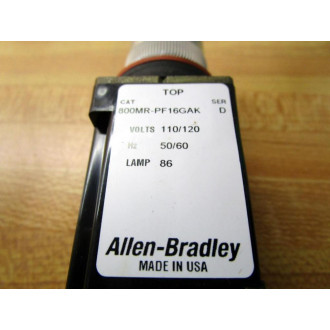 TOP
CAT SER
800MR-PF16GAK D
VOLTS 110/120
Hz 50/60
LAMP 86
Allen-Bradley
MADE IN USA